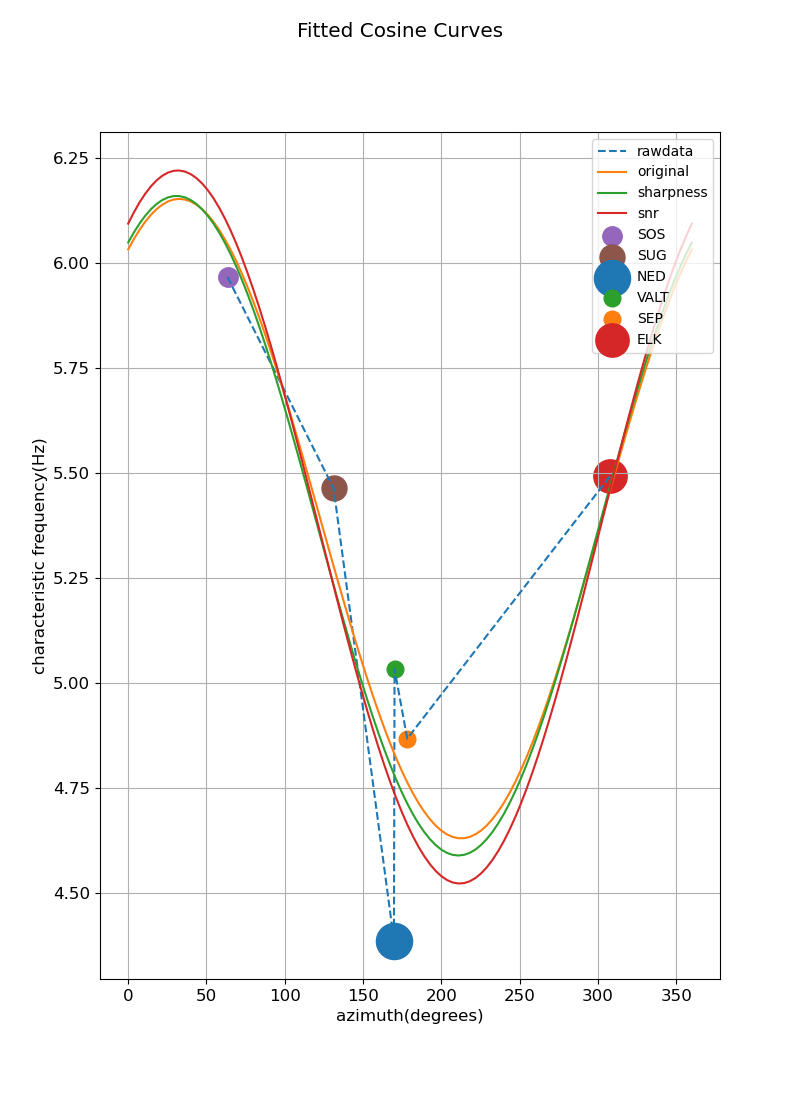 Fitted Cosine Curves
6.25
6.00
5.75
5.50
5.25
5.00
4.75
4.50
characteristic frequency(Hz)
rawdata
original
sharpness
snr
SOS
SUG
NED
VALT
SEP
ELK
0 50 100 150 200 250 300 350
azimuth(degrees)